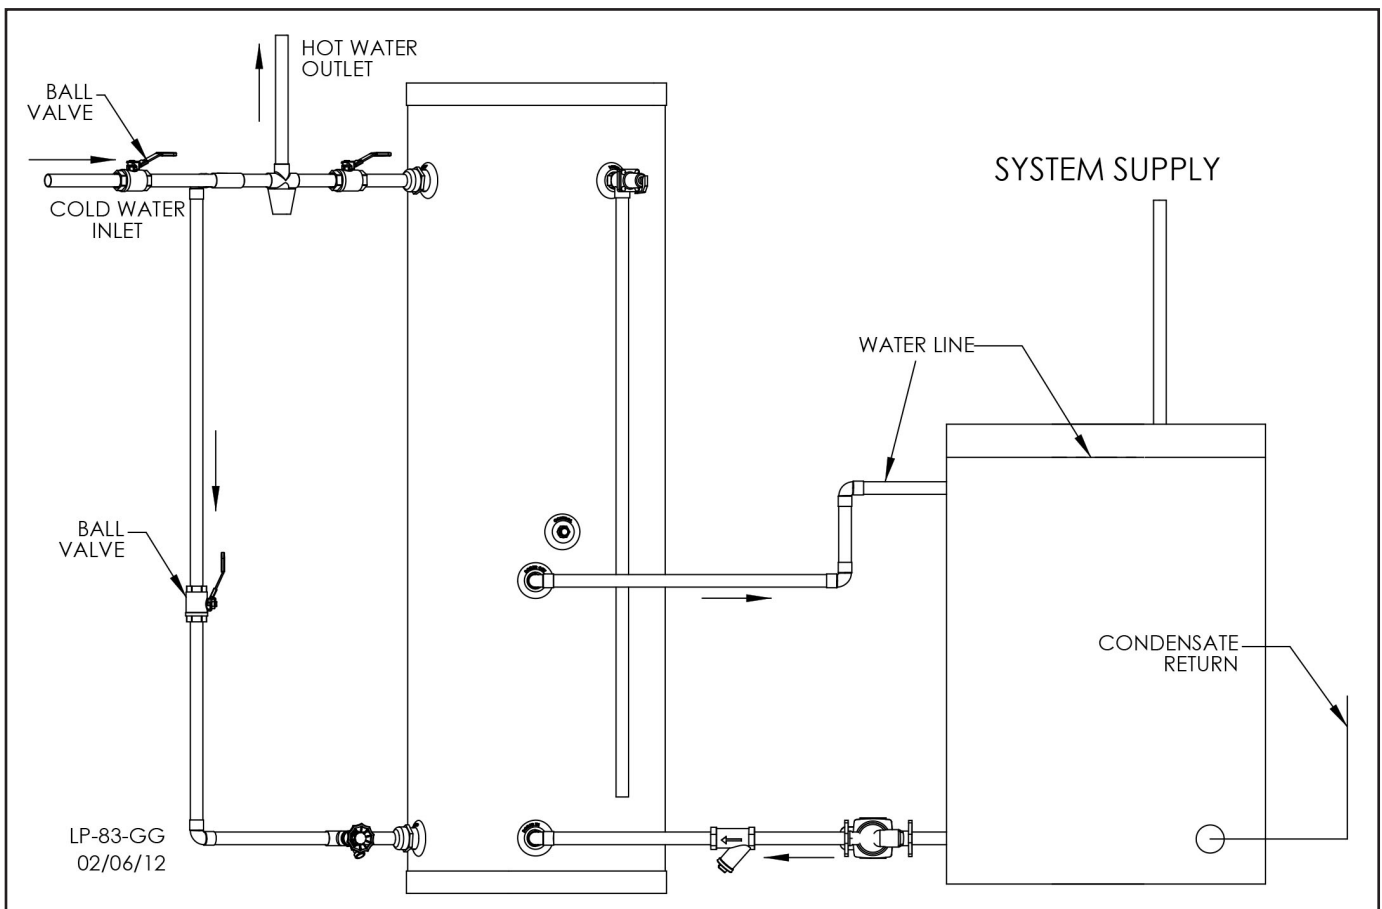 HOT WATER
OUTLET
BALL
VALVE
COLD WATER
INLET
SYSTEM SUPPLY
WATER LINE
BALL
VALVE
CONDENSATE
RETURN
LP-83-GG
02/06/12